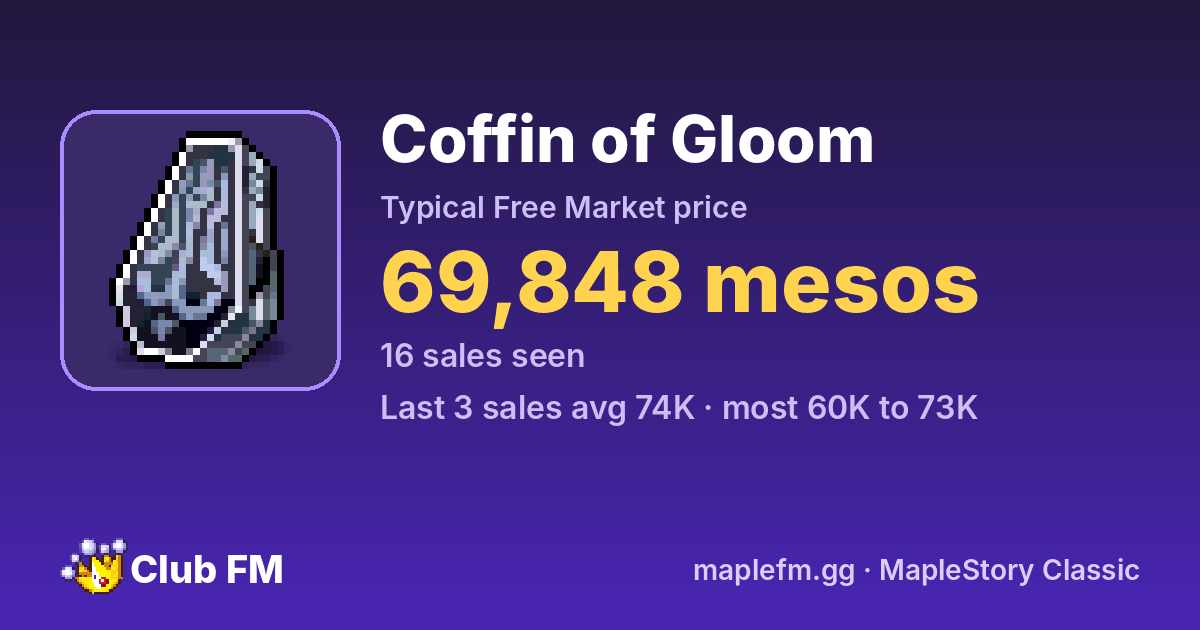 Coffin of Gloom
Typical Free Market price
69,848 mesos
16 sales seen
Last 3 sales avg 74K · most 60K to 73K
Club FM
maplefm.gg · MapleStory Classic